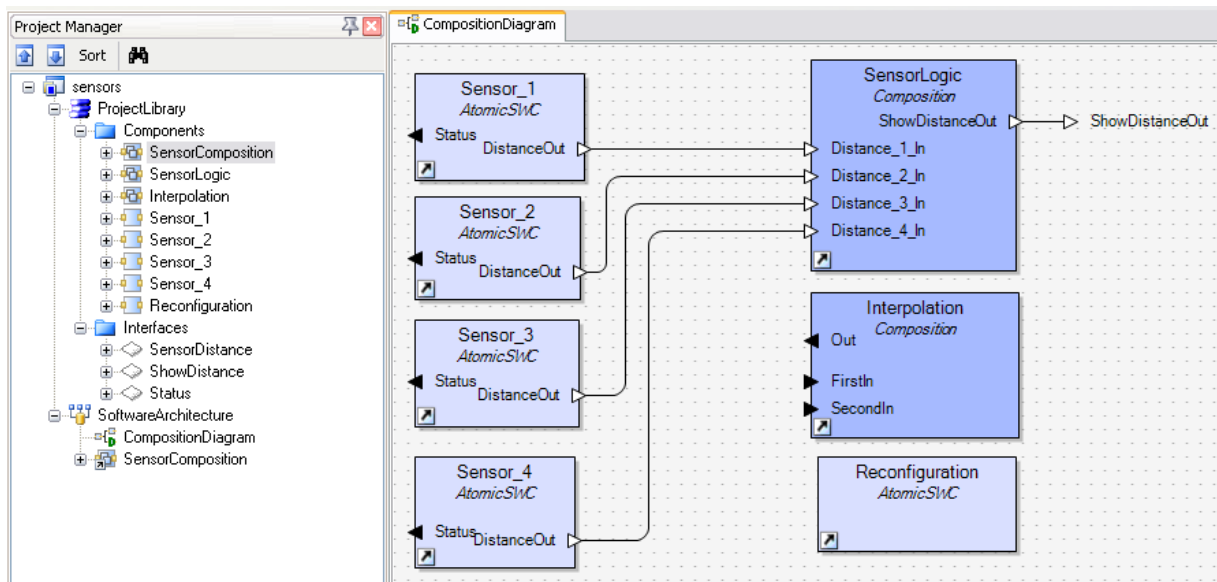 Project Manager
Sort
sensors
ProjectLibrary
Components
SensorComposition
SensorLogic
Interpolation
Sensor_1
Sensor_2
Sensor_3
Sensor_4
Reconfiguration
Interfaces
SensorDistance
ShowDistance
Status
SoftwareArchitecture
CompositionDiagram
SensorComposition
CompositionDiagram
Sensor_1
AtomicSWC
Status
DistanceOut
Sensor_2
AtomicSWC
Status
DistanceOut
Sensor_3
AtomicSWC
Status
DistanceOut
Sensor_4
AtomicSWC
Status
DistanceOut
SensorLogic
Composition
ShowDistanceOut
ShowDistanceOut
Distance_1_In
Distance_2_In
Distance_3_In
Distance_4_In
Interpolation
Composition
Out
FirstIn
SecondIn
Reconfiguration
AtomicSWC